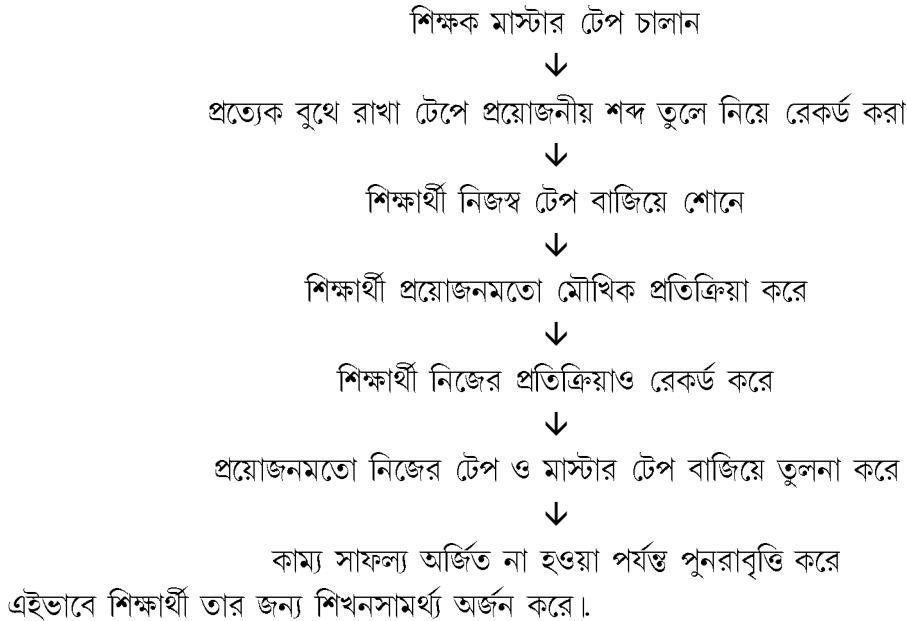 শিক্ষক মাস্টার টেপ চালান
↓
প্রত্যেক বুথে রাখা টেপে প্রয়োজনীয় শব্দ তুলে নিয়ে রেকর্ড করা
↓
শিক্ষার্থী নিজস্ব টেপ বাজিয়ে শোনে
↓
শিক্ষার্থী প্রয়োজনমতো মৌখিক প্রতিক্রিয়া করে
↓
শিক্ষার্থী নিজের প্রতিক্রিয়াও রেকর্ড করে
↓
প্রয়োজনমতো নিজের টেপ ও মাস্টার টেপ বাজিয়ে তুলনা করে
↓
কাম্য সাফল্য অর্জিত না হওয়া পর্যন্ত পুনরাবৃত্তি করে
এইভাবে শিক্ষার্থী তার জন্য শিখনসামর্থ্য অর্জন করে।.